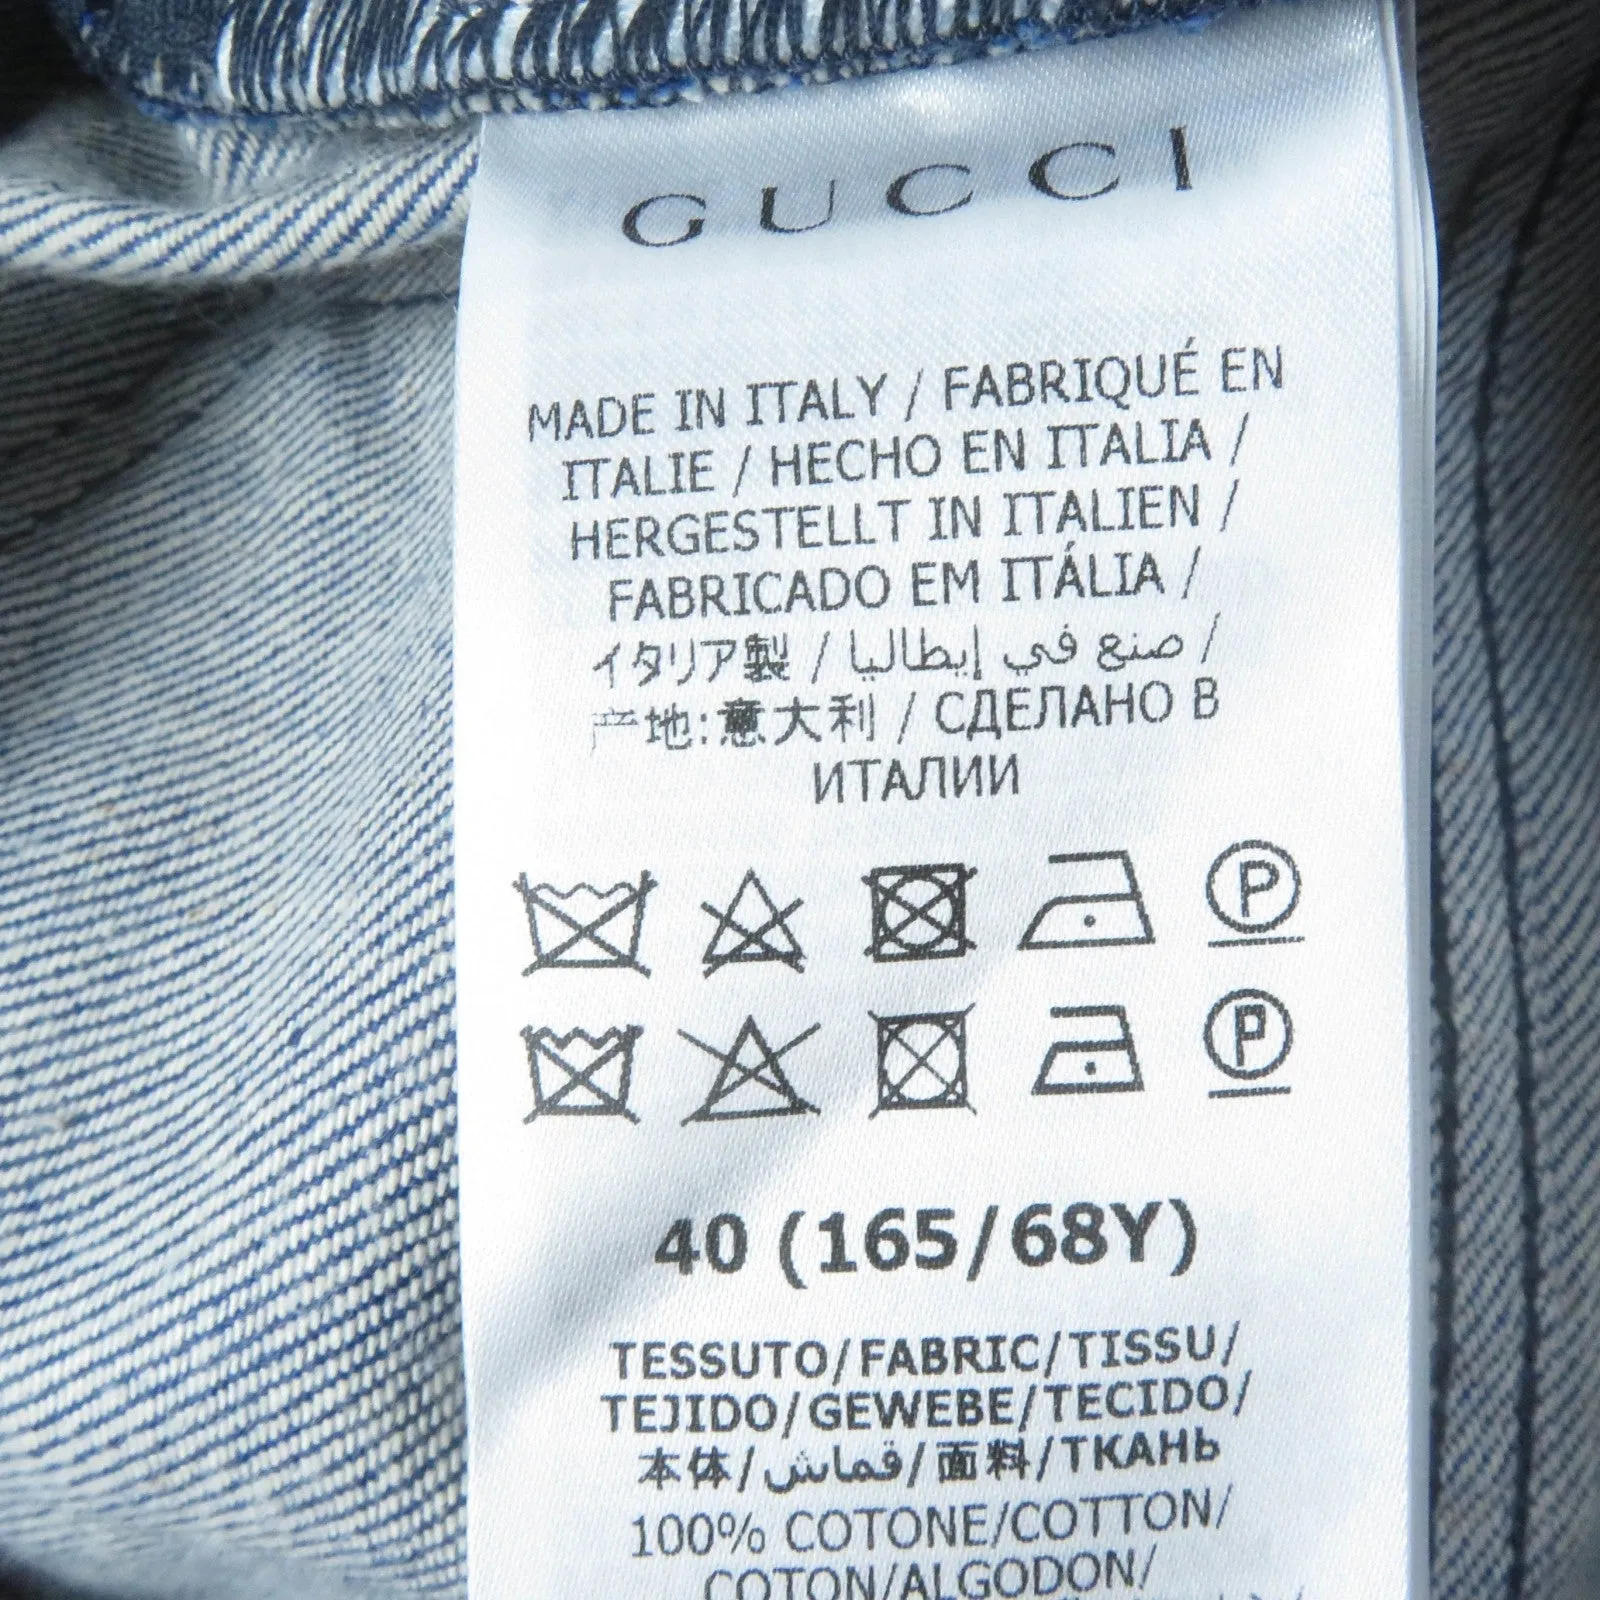 GUCCI
MADE IN ITALY / FABRIQUÉ EN
ITALIE / HECHO EN ITALIA /
HERGESTELLT IN ITALIEN /
FABRICADO EM ITÁLIA /
イタリア製 / صنع في إيطاليا /
产地:意大利 / СДЕЛАНО В
ИТАЛИИ
P
P
40 (165/68Y)
TESSUTO/FABRIC/TISSU/
TEJIDO/GEWEBE/TECIDO/
本体/قماش/面料/ТКАНЬ
100% COTONE/COTTON/
COTON/ALGODON/